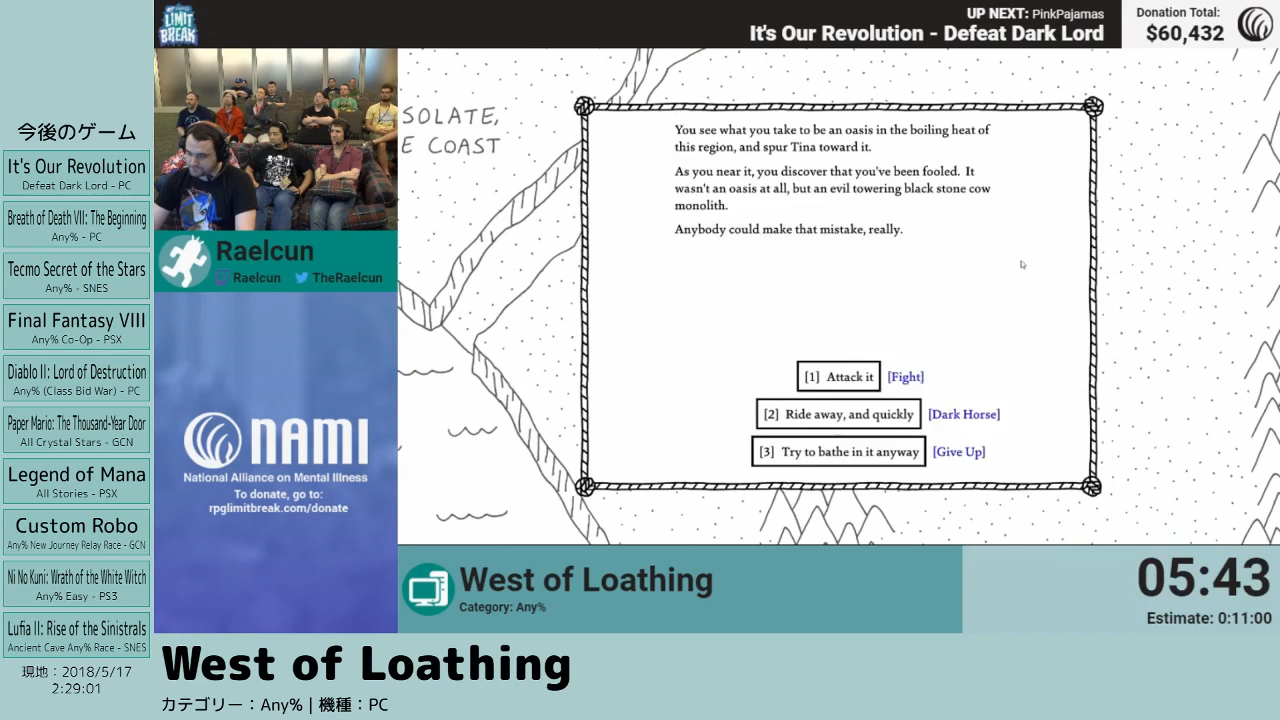 LIMIT
BREAK
UP NEXT: PinkPajamas
It's Our Revolution - Defeat Dark Lord
Donation Total:
$60,432
今後のゲーム
It's Our Revolution
Defeat Dark Lord - PC
Breath of Death VII: The Beginning
Any% - PC
Tecmo Secret of the Stars
Any% - SNES
Final Fantasy VIII
Any% Co-Op - PSX
Diablo II: Lord of Destruction
Any% (Class Bid War) - PC
Paper Mario: The Thousand-Year Door
All Crystal Stars - GCN
Legend of Mana
All Stories - PSX
Custom Robo
Any% New Journey Relay Race - GCN
Ni No Kuni: Wrath of the White Witch
Any% Easy - PS3
Lufia II: Rise of the Sinistrals
Ancient Cave Any% Race - SNES
現地：2018/5/17
2:29:01
Raelcun
Raelcun TheRaelcun
NAMI
National Alliance on Mental Illness
To donate, go to:
rpglimitbreak.com/donate
SOLATE,
E COAST
You see what you take to be an oasis in the boiling heat of
this region, and spur Tina toward it.
As you near it, you discover that you've been fooled. It
wasn't an oasis at all, but an evil towering black stone cow
monolith.
Anybody could make that mistake, really.
[1] Attack it [Fight]
[2] Ride away, and quickly [Dark Horse]
[3] Try to bathe in it anyway [Give Up]
West of Loathing
Category: Any%
05:43
Estimate: 0:11:00
West of Loathing
カテゴリー：Any% | 機種：PC